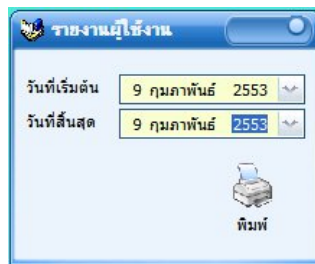 รายงานผู้ใช้งาน
วันที่เริ่มต้น 9 กุมภาพันธ์ 2553
วันที่สิ้นสุด 9 กุมภาพันธ์ 2553
พิมพ์